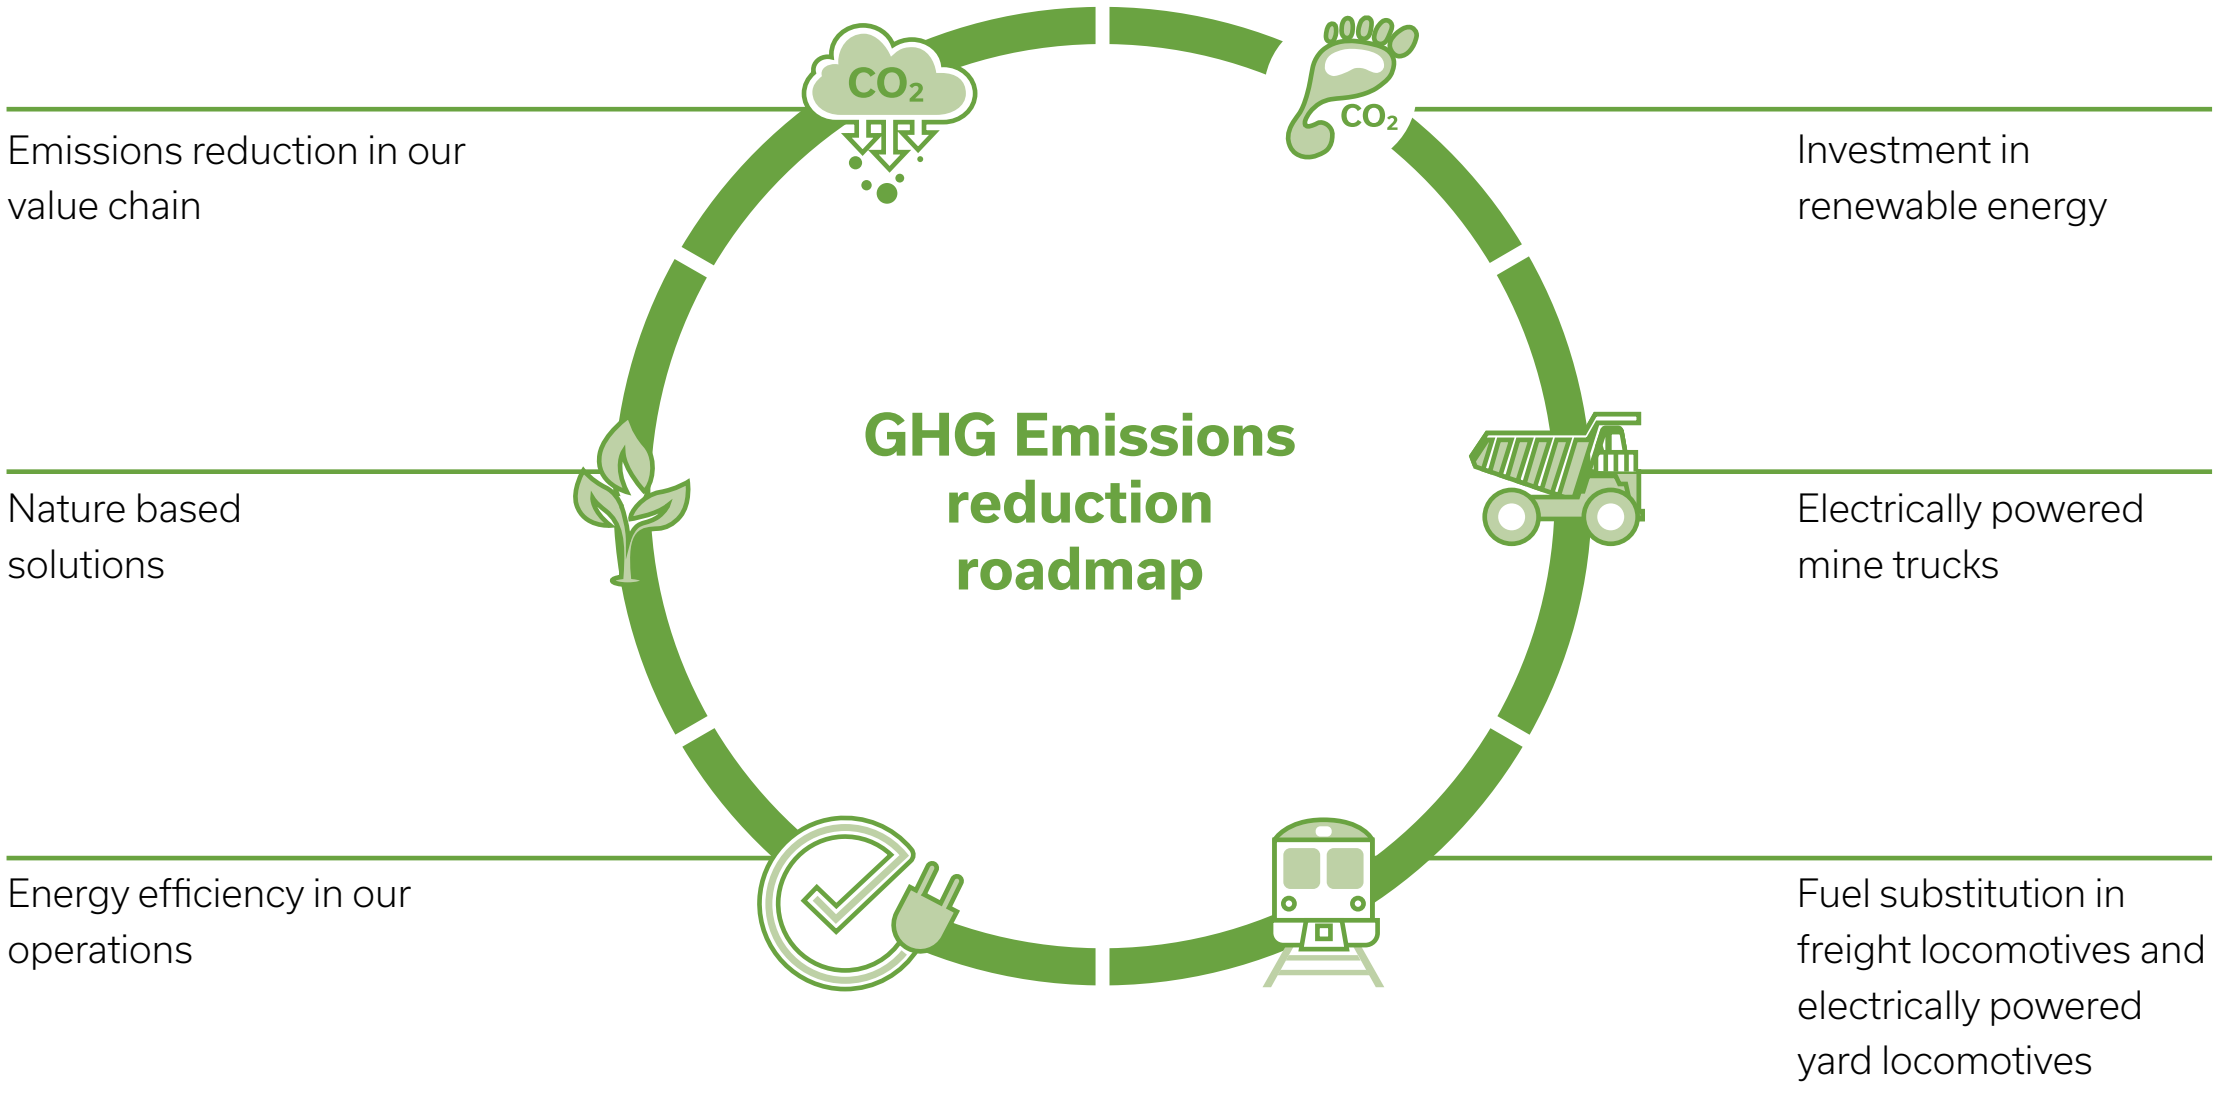 CO₂
CO₂
Emissions reduction in our
value chain
Investment in
renewable energy
GHG Emissions
reduction
roadmap
Nature based
solutions
Electrically powered
mine trucks
Energy efficiency in our
operations
Fuel substitution in
freight locomotives and
electrically powered
yard locomotives